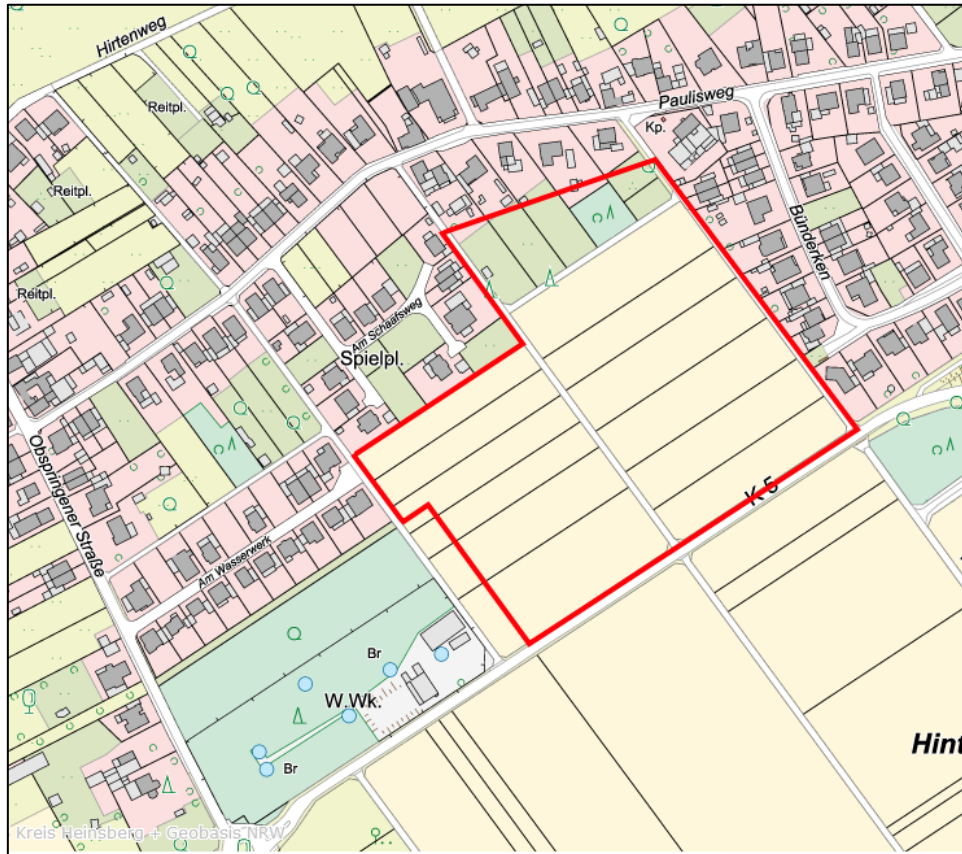 Hirtenweg
Reitpl.
Paulisweg
Kp.
Reitpl.
Bünderken
Reitpl.
Am Schaafsweg
Spielpl.
Obspringener Straße
K 5
Am Wasserwerk
Br
W.Wk.
Hint
Br
Kreis Heinsberg + Geobasis NRW